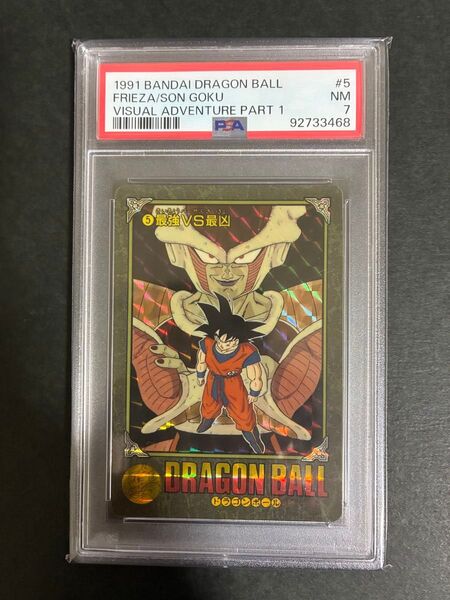 1991 BANDAI DRAGON BALL #5
FRIEZA/SON GOKU NM
VISUAL ADVENTURE PART 1 7
PSA 92733468
5 最強VS最凶
DRAGON BALL
ドラゴンボール